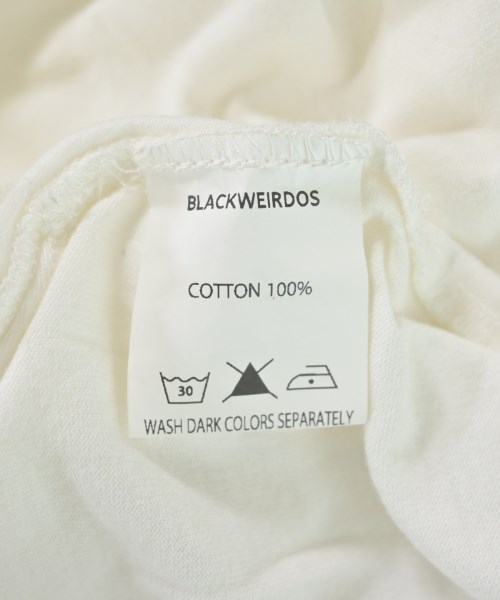 BLACKWEIRDOS
COTTON 100%
30
WASH DARK COLORS SEPARATELY